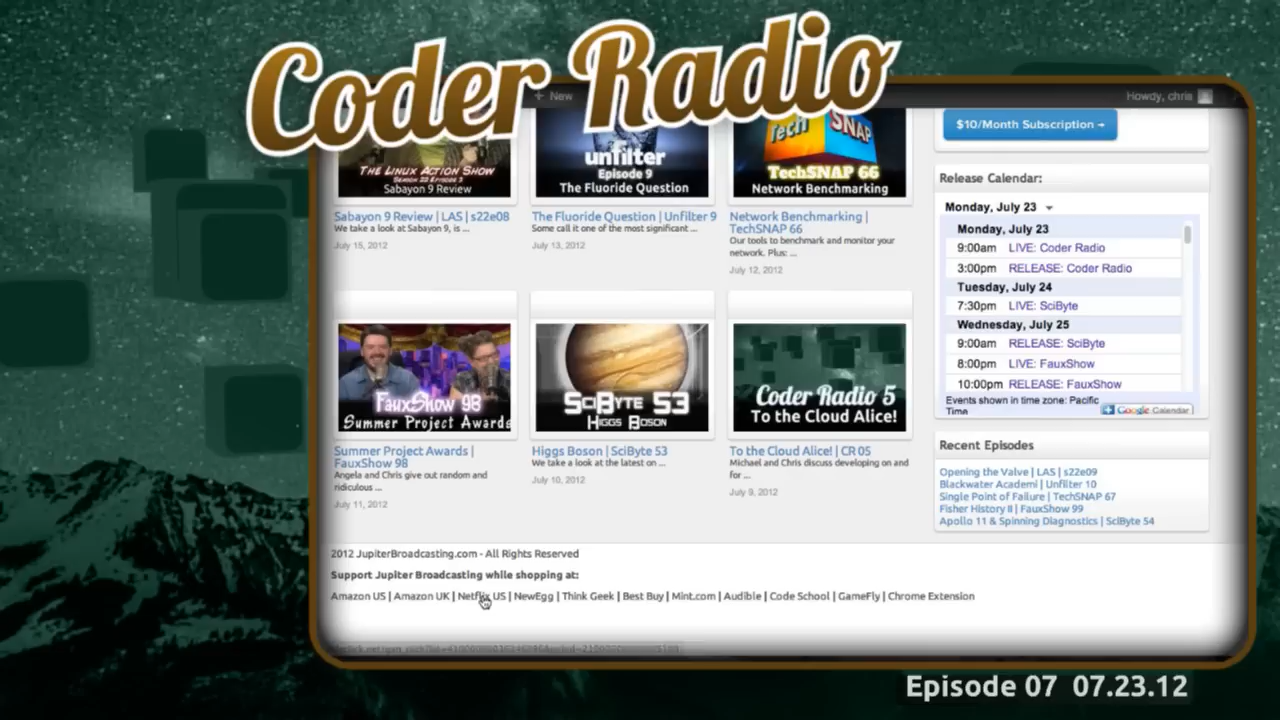 Coder Radio
+ New
Howdy, chris
$10/Month Subscription →
THE LINUX ACTION SHOW
Sabayon 9 Review
unfilter
Episode 9
The Fluoride Question
Tech SNAP
TechSNAP 66
Network Benchmarking
Sabayon 9 Review | LAS | s22e08
We take a look at Sabayon 9, is ...
July 15, 2012
The Fluoride Question | Unfilter 9
Some call it one of the most significant ...
July 13, 2012
Network Benchmarking |
TechSNAP 66
Our tools to benchmark and monitor your
network. Plus: ...
July 12, 2012
Release Calendar:
Monday, July 23
Monday, July 23
9:00am LIVE: Coder Radio
3:00pm RELEASE: Coder Radio
Tuesday, July 24
7:30pm LIVE: SciByte
Wednesday, July 25
9:00am RELEASE: SciByte
8:00pm LIVE: FauxShow
10:00pm RELEASE: FauxShow
Events shown in time zone: Pacific
Time
Google Calendar
FauxShow 98
Summer Project Awards
SciByte 53
Higgs Boson
Coder Radio 5
To the Cloud Alice!
Summer Project Awards |
FauxShow 98
Angela and Chris give out random and
ridiculous ...
July 11, 2012
Higgs Boson | SciByte 53
We take a look at the latest on ...
July 10, 2012
To the Cloud Alice! | CR 05
Michael and Chris discuss developing on and
for ...
July 9, 2012
Recent Episodes
Opening the Valve | LAS | s22e09
Blackwater Academi | Unfilter 10
Single Point of Failure | TechSNAP 67
Fisher History II | FauxShow 99
Apollo 11 & Spinning Diagnostics | SciByte 54
2012 JupiterBroadcasting.com - All Rights Reserved
Support Jupiter Broadcasting while shopping at:
Amazon US | Amazon UK | Netflix US | NewEgg | Think Geek | Best Buy | Mint.com | Audible | Code School | GameFly | Chrome Extension
Episode 07 07.23.12